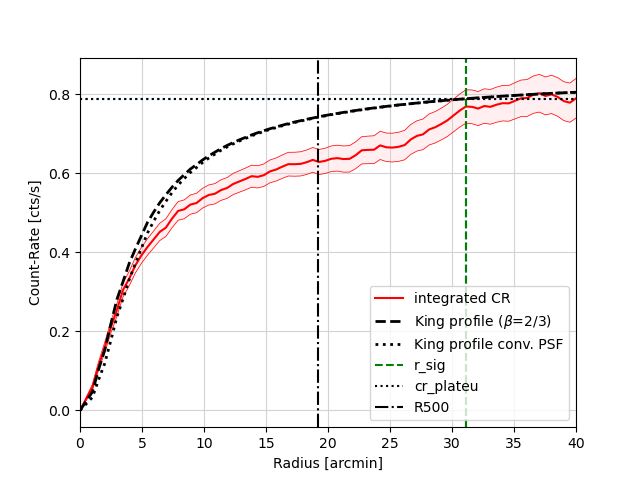 0.8
0.6
0.4
0.2
0.0
Count-Rate [cts/s]
integrated CR
King profile (β=2/3)
King profile conv. PSF
r_sig
cr_plateu
R500
0 5 10 15 20 25 30 35 40
Radius [arcmin]